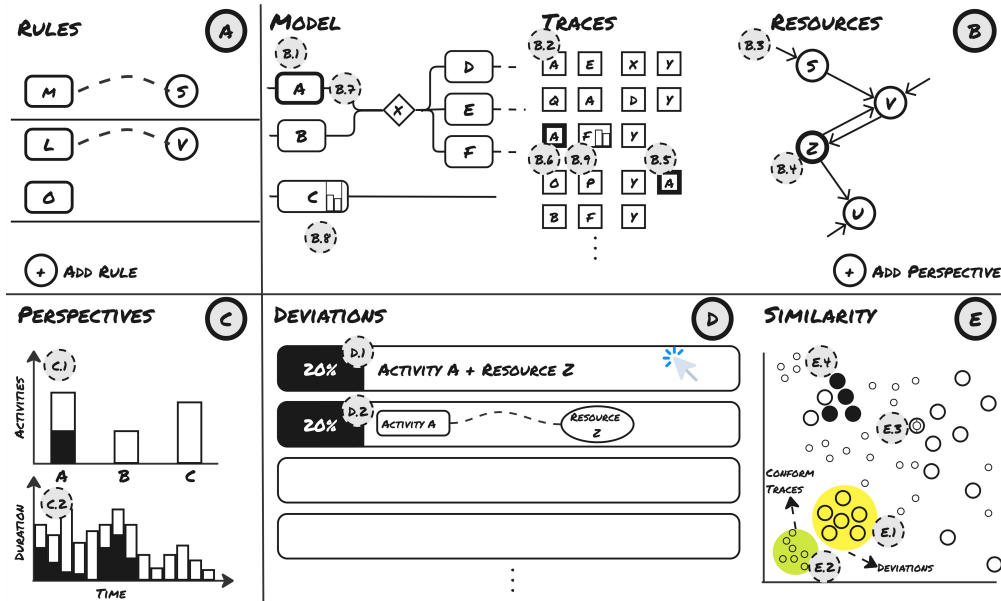 RULES
A
M
S
L
V
O
+ ADD RULE
MODEL
B.1
A
B.7
B
X
D
E
F
C
B.8
TRACES
B.2
A E X Y
Q A D Y
A F Y
B.6 B.9 B.5
O P Y A
B F Y
RESOURCES
B
B.3
S
V
Z
B.4
U
+ ADD PERSPECTIVE
PERSPECTIVES
C
C.1
ACTIVITIES
A B C
C.2
DURATION
TIME
DEVIATIONS
D
20%
D.1
ACTIVITY A + RESOURCE Z
20%
D.2
ACTIVITY A
RESOURCE
Z
SIMILARITY
E
E.4
E.3
CONFORM
TRACES
E.1
E.2
DEVIATIONS